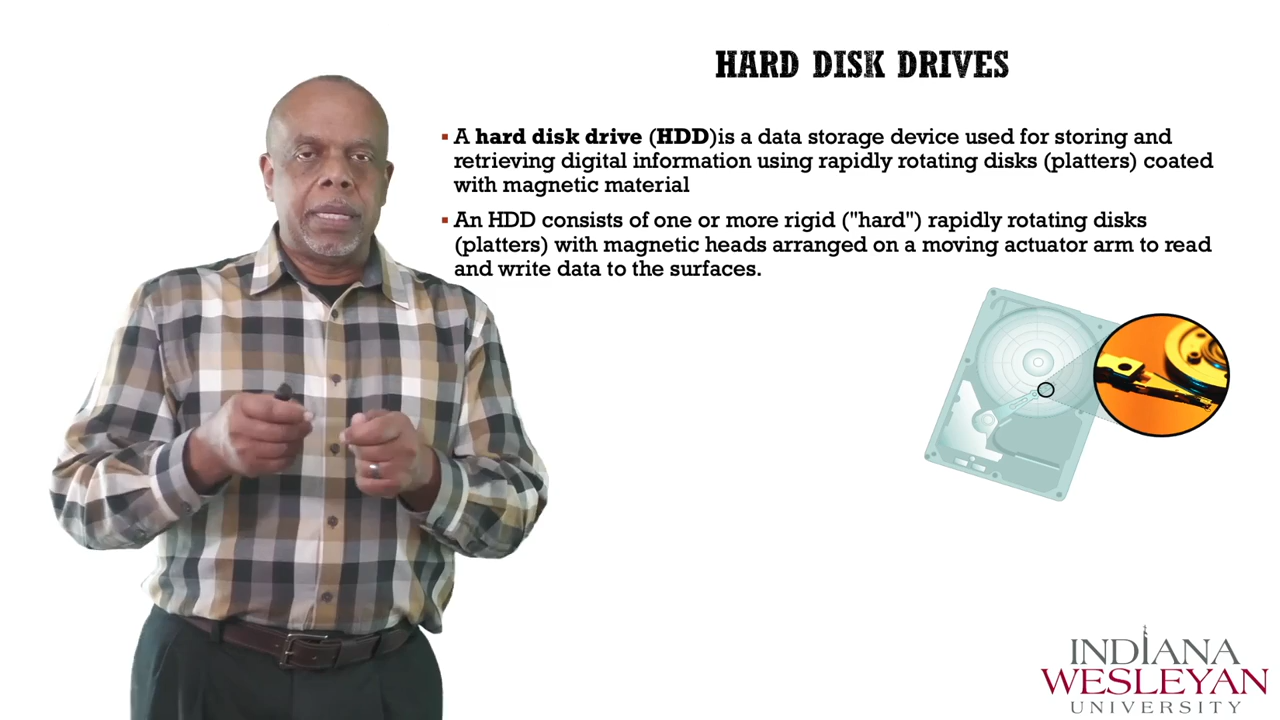 HARD DISK DRIVES
▪ A hard disk drive (HDD)is a data storage device used for storing and
retrieving digital information using rapidly rotating disks (platters) coated
with magnetic material
▪ An HDD consists of one or more rigid ("hard") rapidly rotating disks
(platters) with magnetic heads arranged on a moving actuator arm to read
and write data to the surfaces.
INDIANA
WESLEYAN
UNIVERSITY